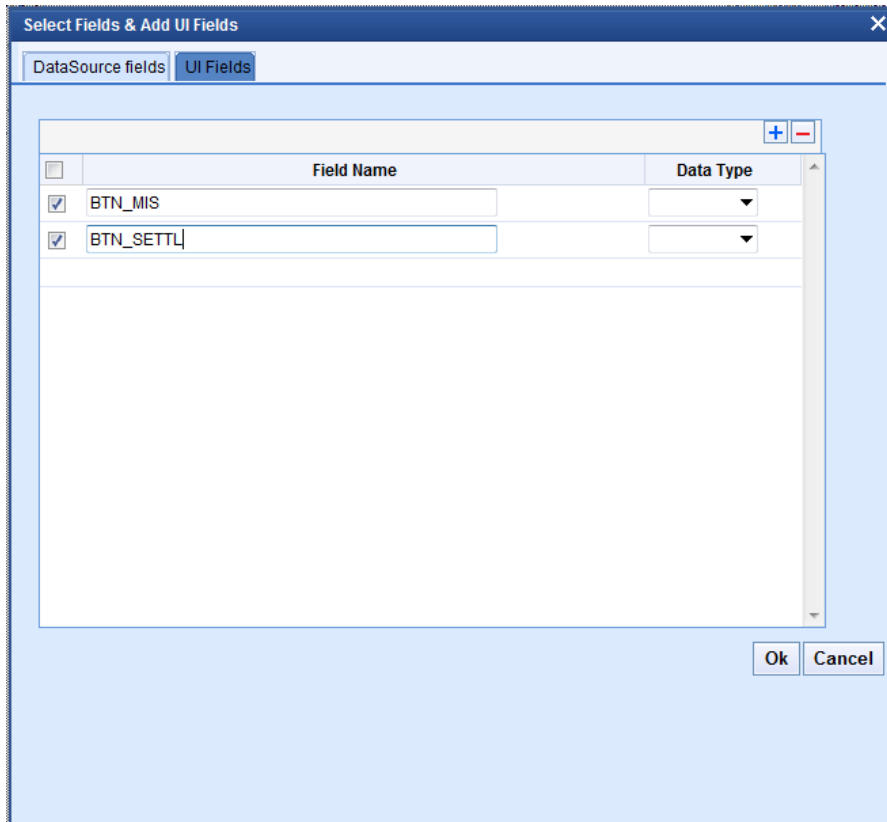 Select Fields & Add UI Fields
DataSource fields UI Fields
Field Name Data Type
BTN_MIS
BTN_SETTL
Ok Cancel